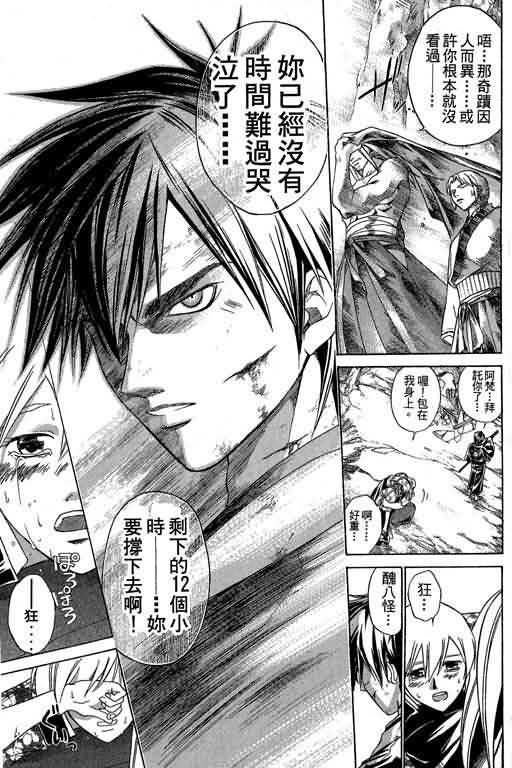 唔…那奇蹟因
人而異……或
許你根本就沒
看過……
阿梵…拜
託你了…
喔！包在
我身上。
啊…
好重…
狂…
醜八怪…
妳已經沒有
時間難過哭
泣了……
剩下的12個小
時——……妳
要撐下去啊！
ぽろ
ぽろ
——狂…